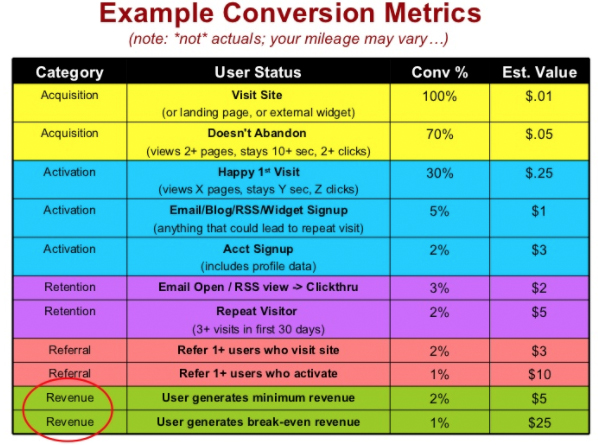 Example Conversion Metrics
(note: *not* actuals; your mileage may vary…)
Category User Status Conv % Est. Value
Acquisition Visit Site 100% $.01
(or landing page, or external widget)
Acquisition Doesn't Abandon 70% $.05
(views 2+ pages, stays 10+ sec, 2+ clicks)
Activation Happy 1st Visit 30% $.25
(views X pages, stays Y sec, Z clicks)
Activation Email/Blog/RSS/Widget Signup 5% $1
(anything that could lead to repeat visit)
Activation Acct Signup 2% $3
(includes profile data)
Retention Email Open / RSS view -> Clickthru 3% $2
Retention Repeat Visitor 2% $5
(3+ visits in first 30 days)
Referral Refer 1+ users who visit site 2% $3
Referral Refer 1+ users who activate 1% $10
Revenue User generates minimum revenue 2% $5
Revenue User generates break-even revenue 1% $25